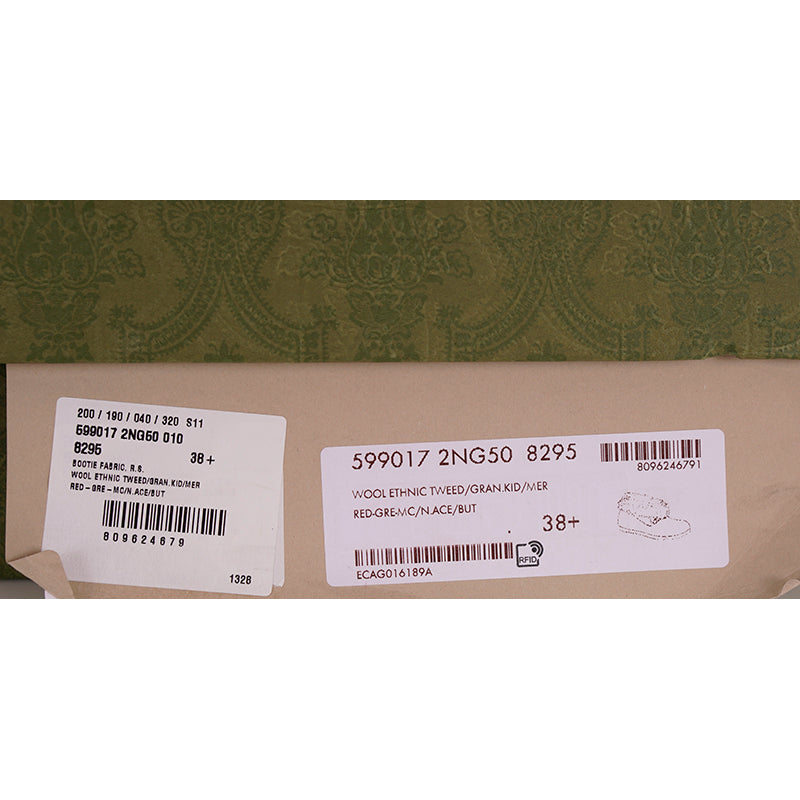 200 / 190 / 040 / 320 S11
599017 2NG50 010
8295 38+
BOOTIE FABRIC, R.S.
WOOL ETHNIC TWEED/GRAN.KID/MER
RED-GRE-MC/N.ACE/BUT
809624679
1328
599017 2NG50 8295
8096246791
WOOL ETHNIC TWEED/GRAN.KID/MER
RED-GRE-MC/N.ACE/BUT
38+
RFID
ECAG016189A